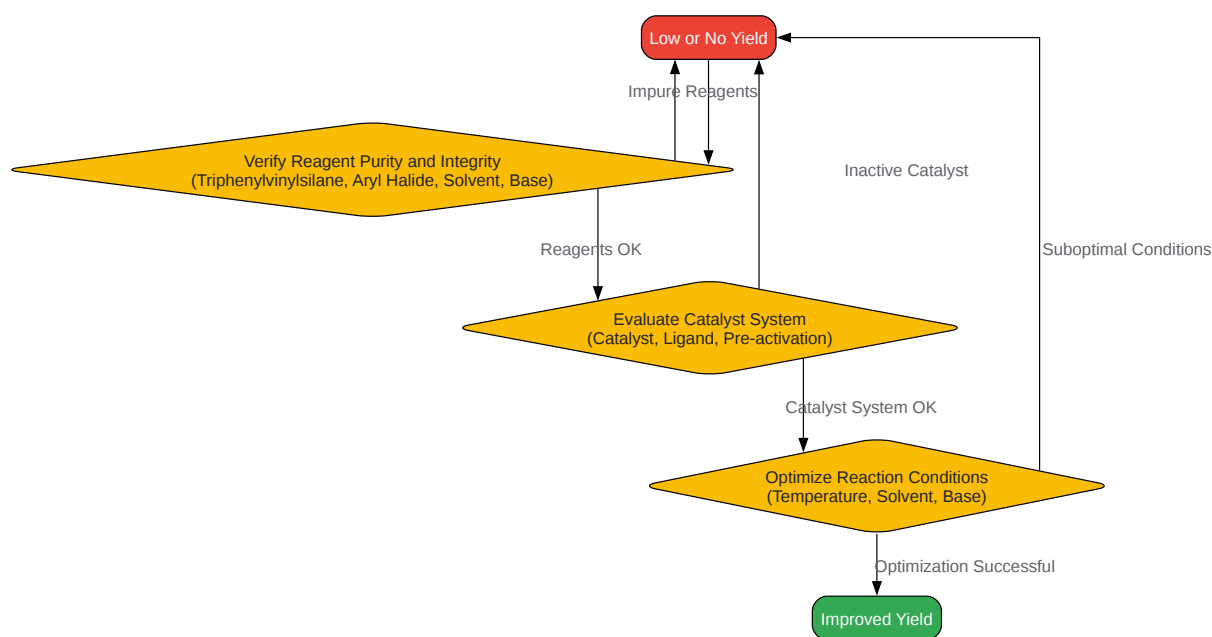 Low or No Yield
Impure Reagents
Verify Reagent Purity and Integrity
(Triphenylvinylsilane, Aryl Halide, Solvent, Base)
Inactive Catalyst
Reagents OK
Suboptimal Conditions
Evaluate Catalyst System
(Catalyst, Ligand, Pre-activation)
Catalyst System OK
Optimize Reaction Conditions
(Temperature, Solvent, Base)
Optimization Successful
Improved Yield